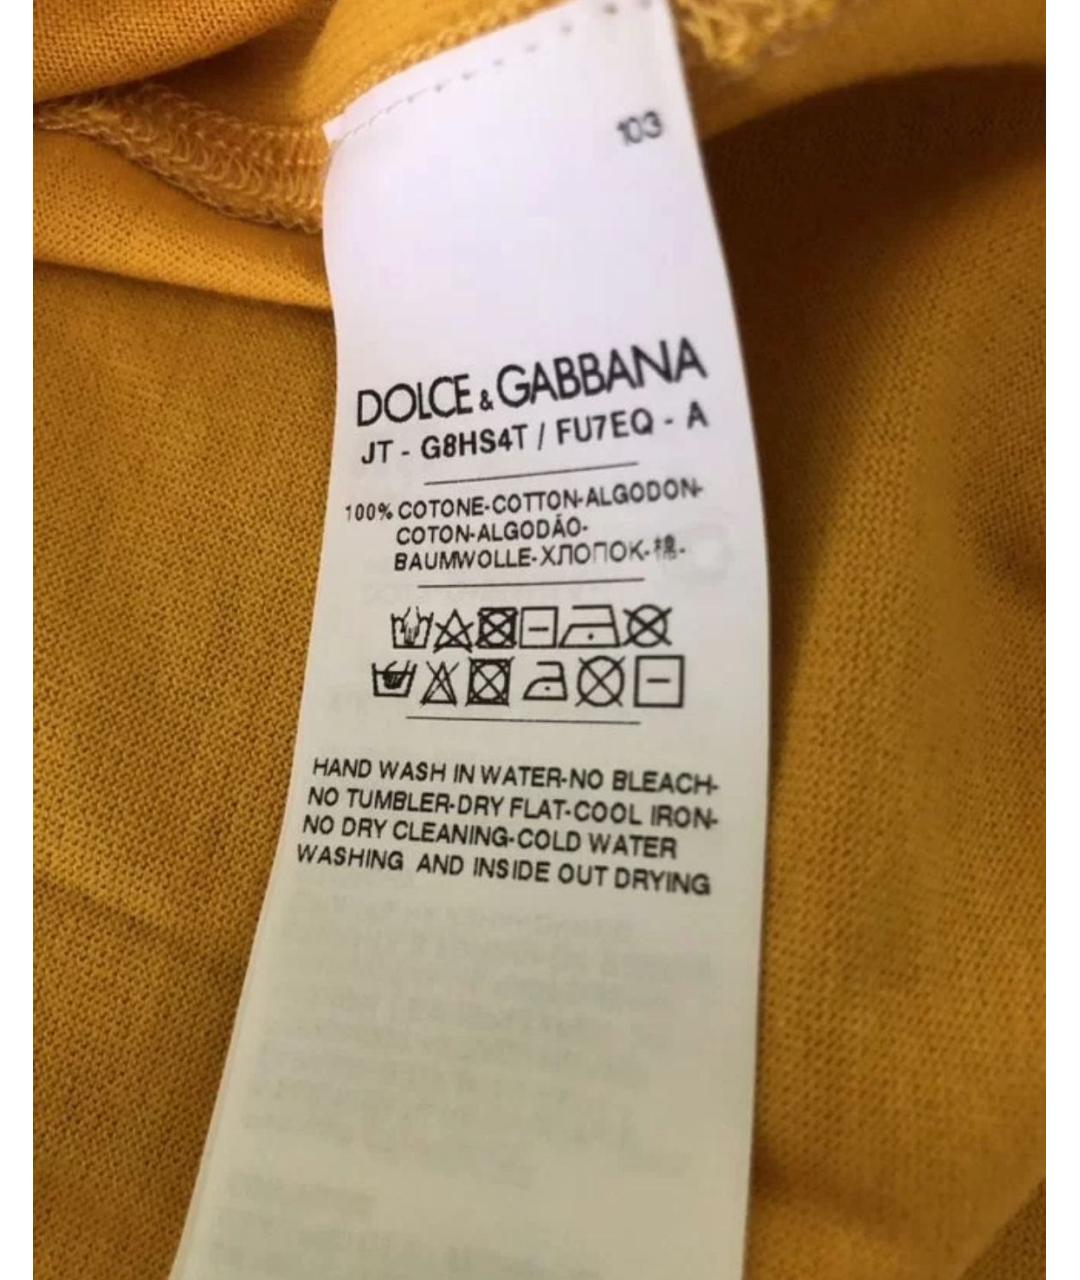 103
DOLCE & GABBANA
JT - G8HS4T / FU7EQ - A
100% COTONE-COTTON-ALGODON-
COTON-ALGODÃO-
BAUMWOLLE-ХЛОПОК-棉-
HAND WASH IN WATER-NO BLEACH-
NO TUMBLER-DRY FLAT-COOL IRON-
NO DRY CLEANING-COLD WATER
WASHING AND INSIDE OUT DRYING